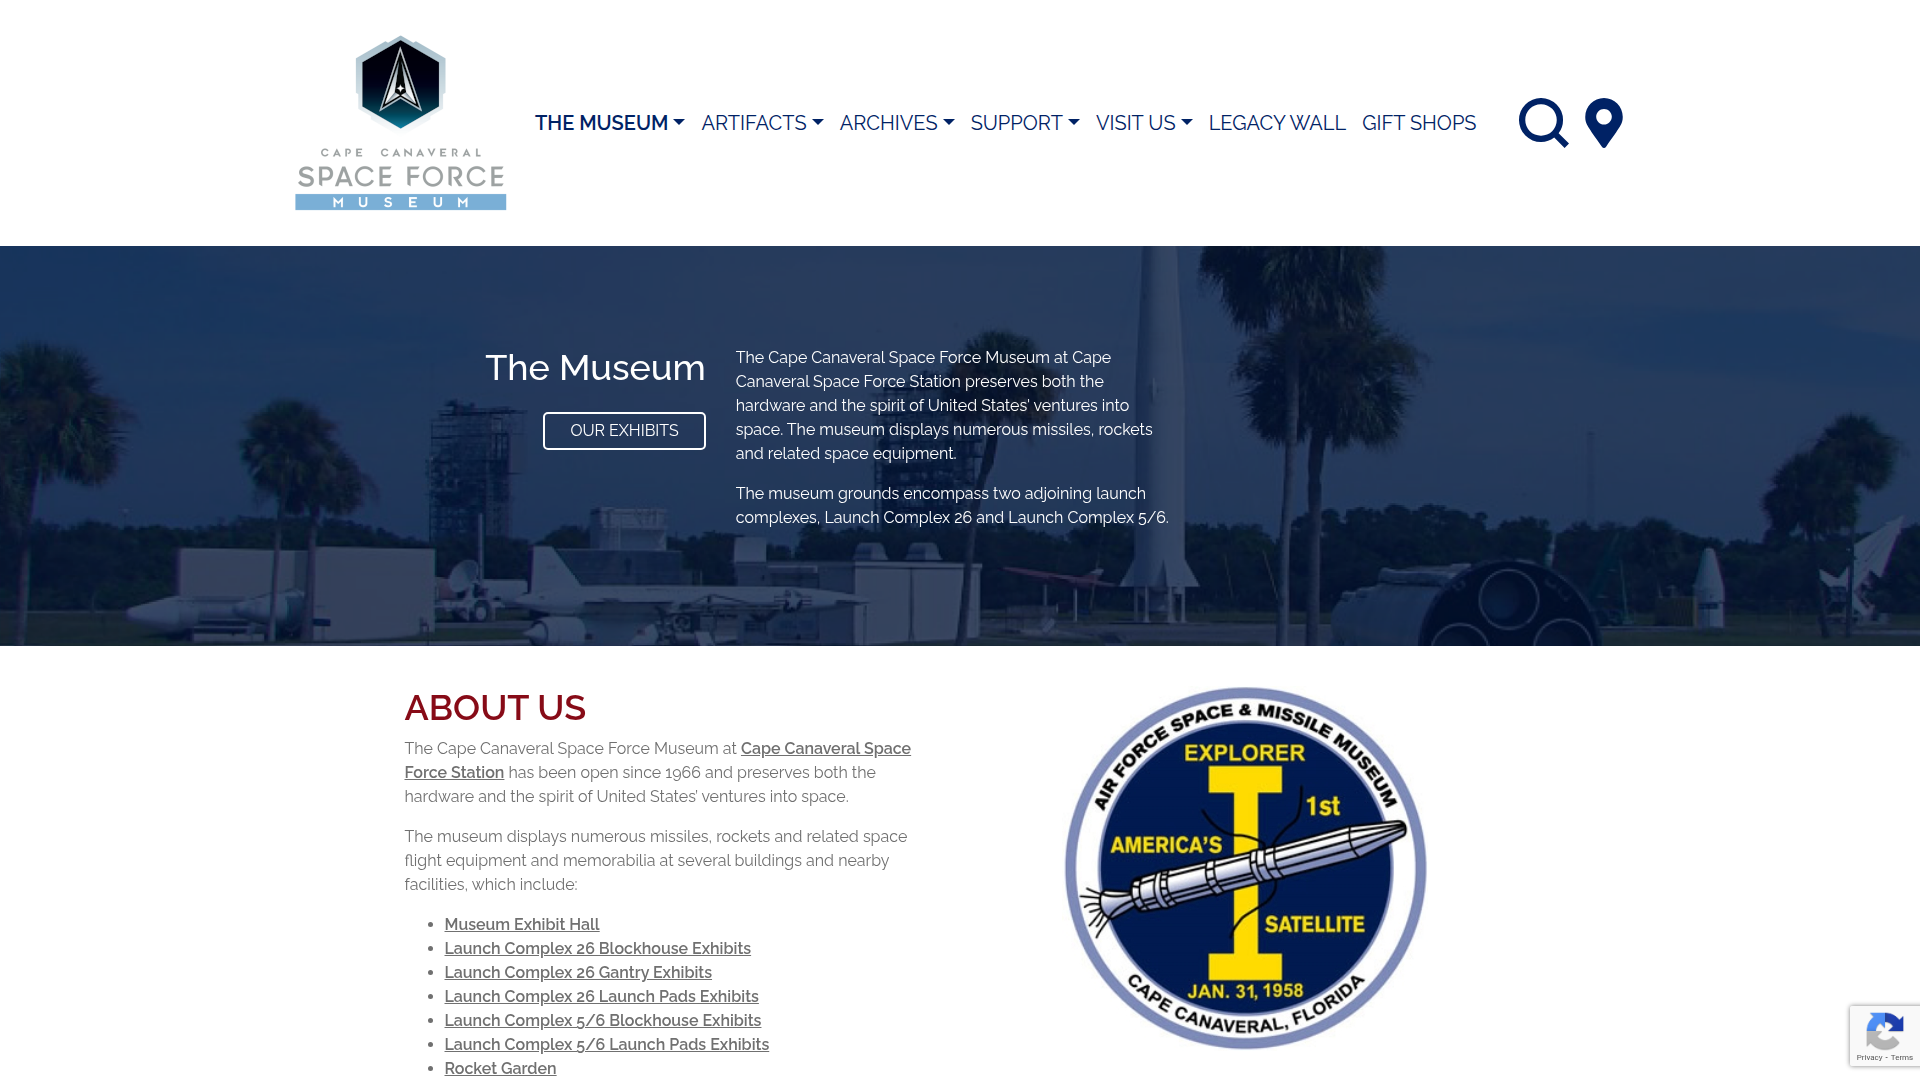 CAPE CANAVERAL
SPACE FORCE
MUSEUM
THE MUSEUM
ARTIFACTS
ARCHIVES
SUPPORT
VISIT US
LEGACY WALL
GIFT SHOPS
The Museum
OUR EXHIBITS
The Cape Canaveral Space Force Museum at Cape
Canaveral Space Force Station preserves both the
hardware and the spirit of United States' ventures into
space. The museum displays numerous missiles, rockets
and related space equipment.
The museum grounds encompass two adjoining launch
complexes, Launch Complex 26 and Launch Complex 5/6.
ABOUT US
The Cape Canaveral Space Force Museum at Cape Canaveral Space
Force Station has been open since 1966 and preserves both the
hardware and the spirit of United States' ventures into space.
The museum displays numerous missiles, rockets and related space
flight equipment and memorabilia at several buildings and nearby
facilities, which include:
Museum Exhibit Hall
Launch Complex 26 Blockhouse Exhibits
Launch Complex 26 Gantry Exhibits
Launch Complex 26 Launch Pads Exhibits
Launch Complex 5/6 Blockhouse Exhibits
Launch Complex 5/6 Launch Pads Exhibits
Rocket Garden
AIR FORCE SPACE & MISSILE MUSEUM
EXPLORER
I
1st
AMERICA'S
SATELLITE
JAN. 31, 1958
CAPE CANAVERAL, FLORIDA
Privacy - Terms